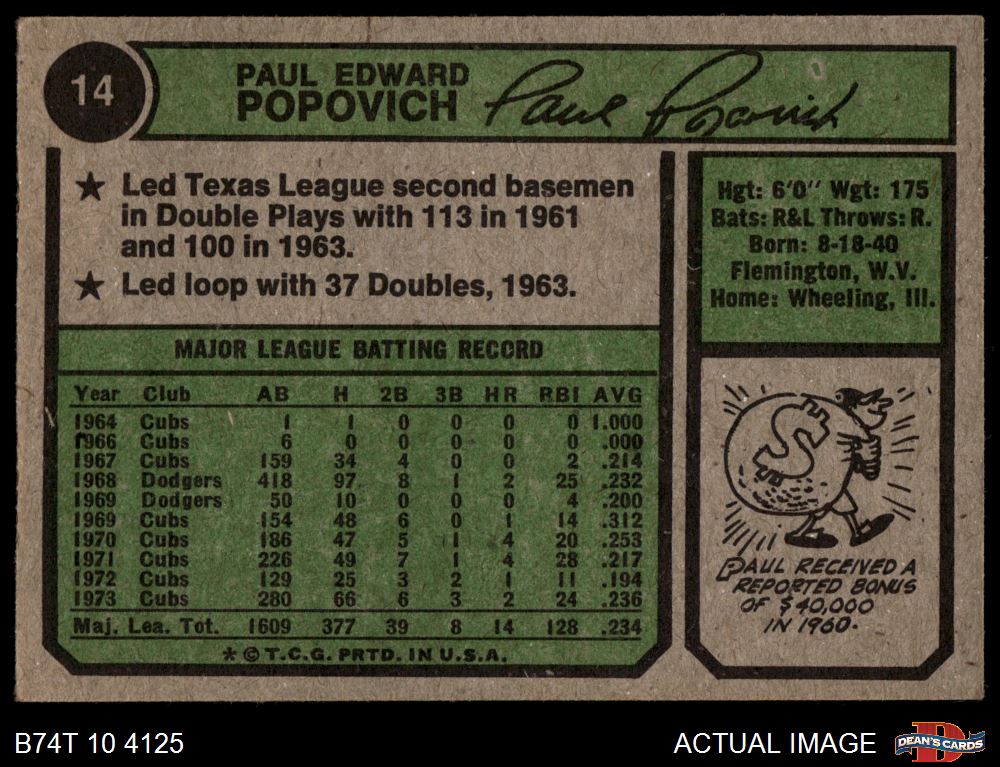 14
PAUL EDWARD
POPOVICH
Paul Popovich
★ Led Texas League second basemen
in Double Plays with 113 in 1961
and 100 in 1963.
★ Led loop with 37 Doubles, 1963.
Hgt: 6'0" Wgt: 175
Bats: R&L Throws: R.
Born: 8-18-40
Flemington, W.V.
Home: Wheeling, Ill.
MAJOR LEAGUE BATTING RECORD
Year Club AB H 2B 3B HR RBI AVG
1964 Cubs 1 1 0 0 0 0 1.000
1966 Cubs 6 0 0 0 0 0 .000
1967 Cubs 159 34 4 0 0 2 .214
1968 Dodgers 418 97 8 1 2 25 .232
1969 Dodgers 50 10 0 0 0 4 .200
1969 Cubs 154 48 6 0 1 14 .312
1970 Cubs 186 47 5 1 4 20 .253
1971 Cubs 226 49 7 1 4 28 .217
1972 Cubs 129 25 3 2 1 11 .194
1973 Cubs 280 66 6 3 2 24 .236
Maj. Lea. Tot. 1609 377 39 8 14 128 .234
* © T.C.G. PRTD. IN U.S.A.
$
PAUL RECEIVED A
REPORTED BONUS
OF $40,000
IN 1960.
B74T 10 4125
ACTUAL IMAGE
D
DEAN'S CARDS